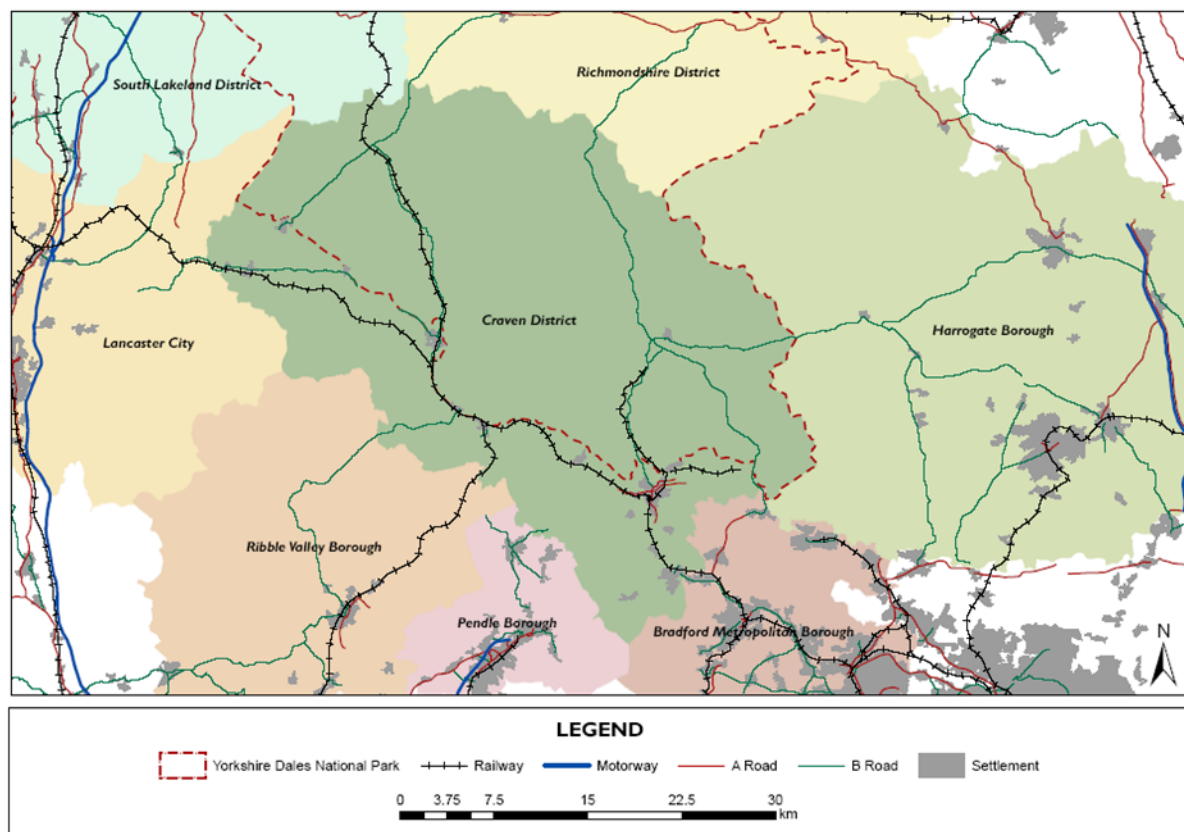 South Lakeland District
Richmondshire District
Craven District
Harrogate Borough
Lancaster City
Ribble Valley Borough
Pendle Borough
Bradford Metropolitan Borough
N
LEGEND
Yorkshire Dales National Park
Railway
Motorway
A Road
B Road
Settlement
0 3.75 7.5 15 22.5 30
km